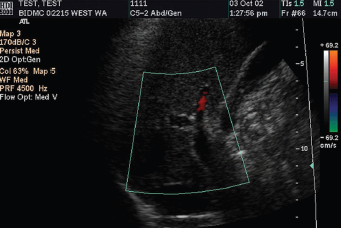 TEST, TEST 1111 03 Oct 02 TIS 1.5 MI 1.5
BIDMC 02215 WEST WA C5-2 Abd/Gen 1:27:56 pm Fr #66 14.7cm
ATL
Map 3
170dB/C 3
Persist Med
2D Opt:Gen
Col 63% Map 5
WF Med
PRF 4500 Hz
Flow Opt: Med V
5
10
69.2
69.2
cm/s